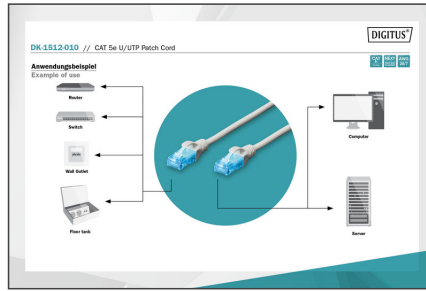 DIGITUS®
DK-1512-010 // CAT 5e U/UTP Patch Cord
Anwendungsbeispiel
Example of use
Router
Switch
Wall Outlet
Floor tank
Computer
Server